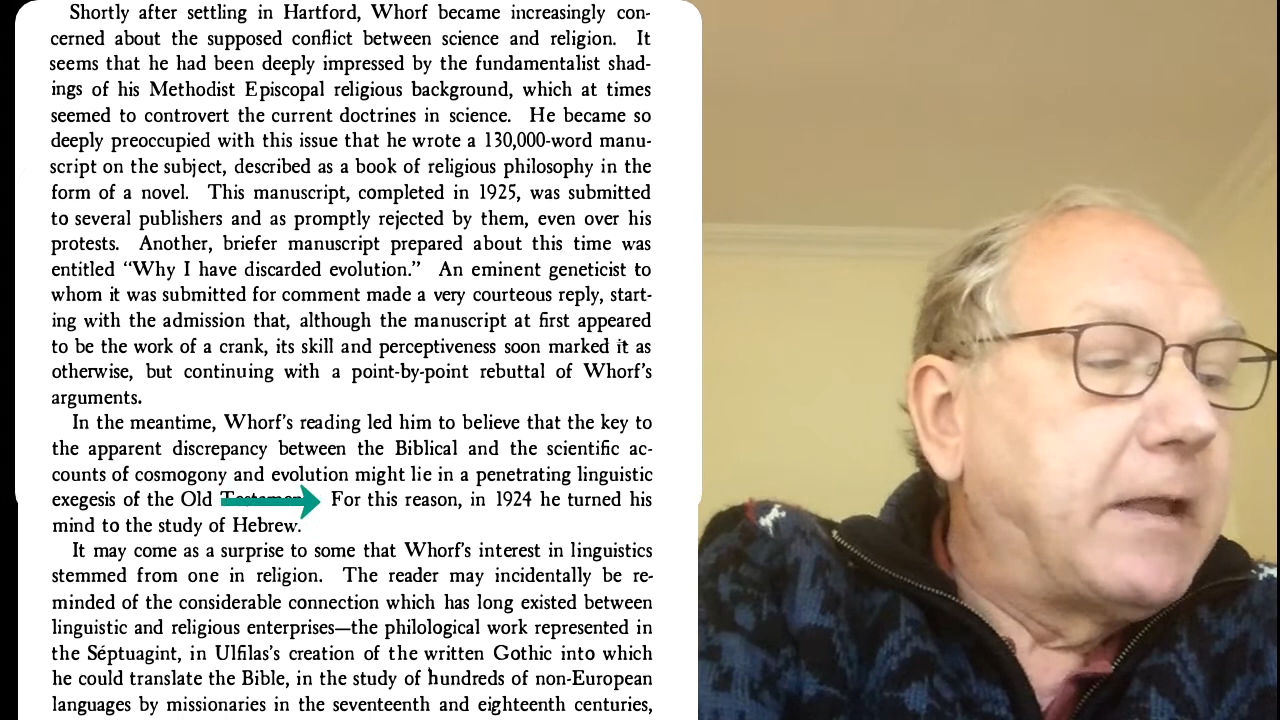 Shortly after settling in Hartford, Whorf became increasingly con-
cerned about the supposed conflict between science and religion. It
seems that he had been deeply impressed by the fundamentalist shad-
ings of his Methodist Episcopal religious background, which at times
seemed to controvert the current doctrines in science. He became so
deeply preoccupied with this issue that he wrote a 130,000-word manu-
script on the subject, described as a book of religious philosophy in the
form of a novel. This manuscript, completed in 1925, was submitted
to several publishers and as promptly rejected by them, even over his
protests. Another, briefer manuscript prepared about this time was
entitled “Why I have discarded evolution.” An eminent geneticist to
whom it was submitted for comment made a very courteous reply, start-
ing with the admission that, although the manuscript at first appeared
to be the work of a crank, its skill and perceptiveness soon marked it as
otherwise, but continuing with a point-by-point rebuttal of Whorf’s
arguments.
In the meantime, Whorf’s reading led him to believe that the key to
the apparent discrepancy between the Biblical and the scientific ac-
counts of cosmogony and evolution might lie in a penetrating linguistic
exegesis of the Old For this reason, in 1924 he turned his
mind to the study of Hebrew.
It may come as a surprise to some that Whorf’s interest in linguistics
stemmed from one in religion. The reader may incidentally be re-
minded of the considerable connection which has long existed between
linguistic and religious enterprises—the philological work represented in
the Séptuagint, in Ulfilas’s creation of the written Gothic into which
he could translate the Bible, in the study of hundreds of non-European
languages by missionaries in the seventeenth and eighteenth centuries,